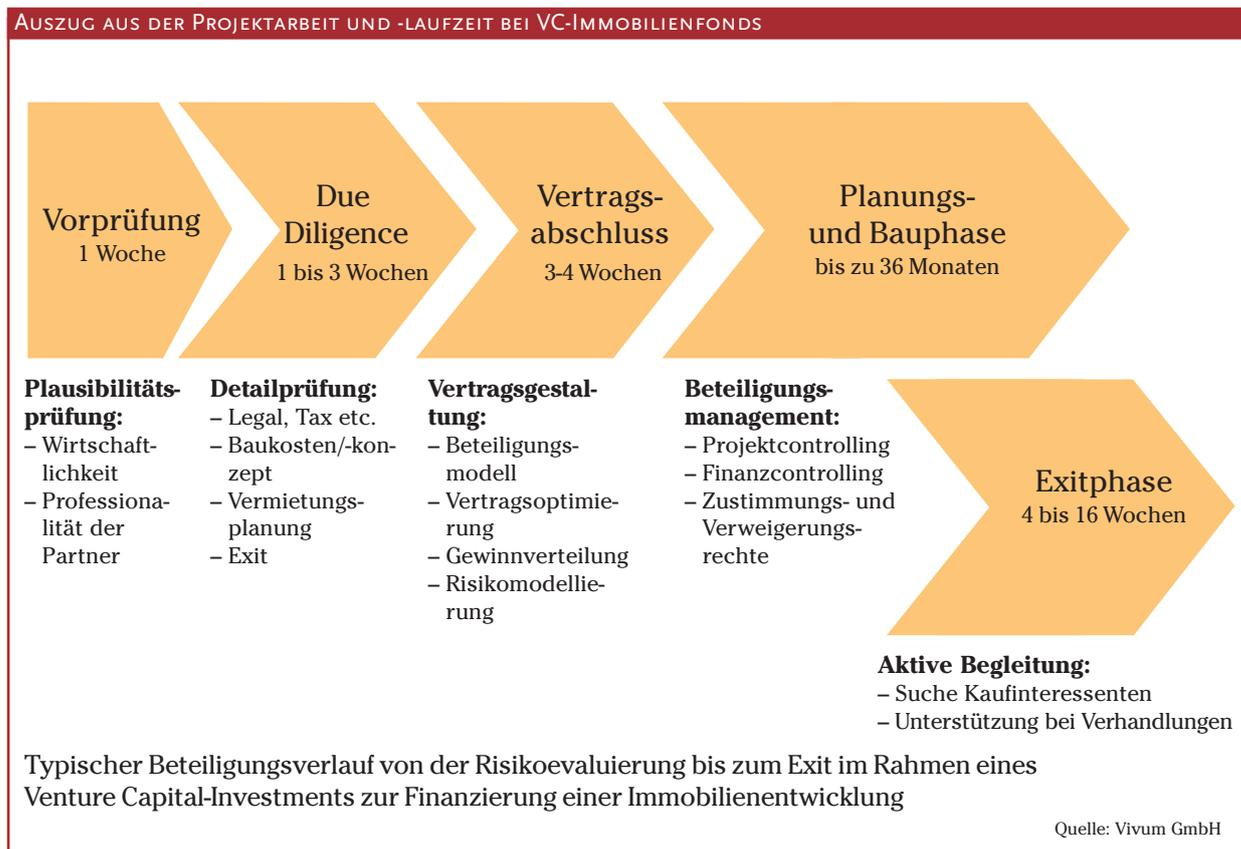 Auszug aus der Projektarbeit und -laufzeit bei VC-Immobilienfonds
Vorprüfung
1 Woche
Due
Diligence
1 bis 3 Wochen
Vertrags-
abschluss
3-4 Wochen
Planungs-
und Bauphase
bis zu 36 Monaten
Plausibilitäts-
prüfung:
– Wirtschaft-
lichkeit
– Professiona-
lität der
Partner
Detailprüfung:
– Legal, Tax etc.
– Baukosten/-kon-
zept
– Vermietungs-
planung
– Exit
Vertragsgestal-
tung:
– Beteiligungs-
modell
– Vertragsoptimie-
rung
– Gewinnverteilung
– Risikomodellie-
rung
Beteiligungs-
management:
– Projektcontrolling
– Finanzcontrolling
– Zustimmungs- und
Verweigerungs-
rechte
Exitphase
4 bis 16 Wochen
Aktive Begleitung:
– Suche Kaufinteressenten
– Unterstützung bei Verhandlungen
Typischer Beteiligungsverlauf von der Risikoevaluierung bis zum Exit im Rahmen eines
Venture Capital-Investments zur Finanzierung einer Immobilienentwicklung
Quelle: Vivum GmbH